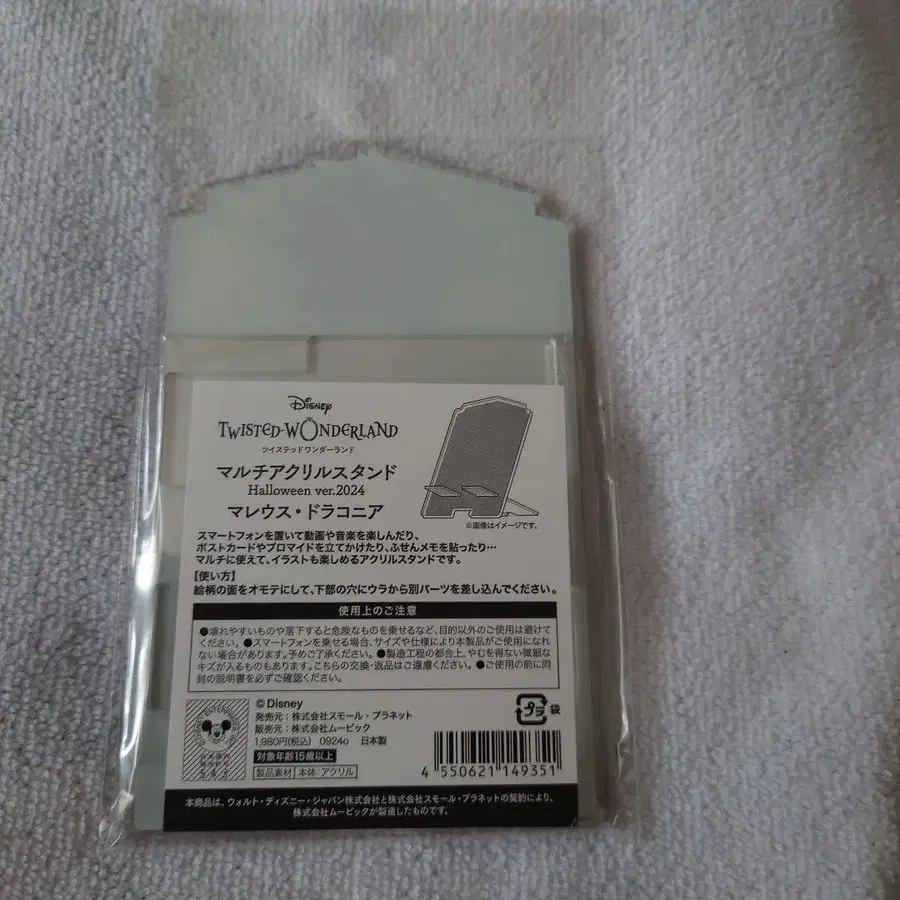 Disney
TWISTED-WONDERLAND
ツイステッドワンダーランド
マルチアクリルスタンド
Halloween ver.2024
マレウス・ドラコニア
※画像はイメージです。
スマートフォンを置いて動画や音楽を楽しんだり、
ポストカードやブロマイドを立てかけたり、ふせんメモを貼ったり…
マルチに使えて、イラストも楽しめるアクリルスタンドです。
【使い方】
絵柄の面をオモテにして、下部の穴にウラから別パーツを差し込んでください。
使用上のご注意
●壊れやすいものや落下すると危険なものを乗せるなど、目的以外のご使用は避けて
ください。●スマートフォンを乗せる場合、サイズや仕様により本製品がご使用になれ
ない場合があります。予めご了承ください。●製造工程の都合上、やむを得ない微細な
キズが入るものもあります。こちらの交換・返品はご遠慮ください。●ご使用の前に同
封の説明書を必ずご確認ください。
©Disney
発売元：株式会社スモール・プラネット
販売元：株式会社ムービック
1,980円(税込) 0924o 日本製
対象年齢15歳以上
製品素材 本体：アクリル
プラ 袋
4 550621 149351
本商品は、ウォルト・ディズニー・ジャパン株式会社と株式会社スモール・プラネットの契約により、
株式会社ムービックが製造したものです。